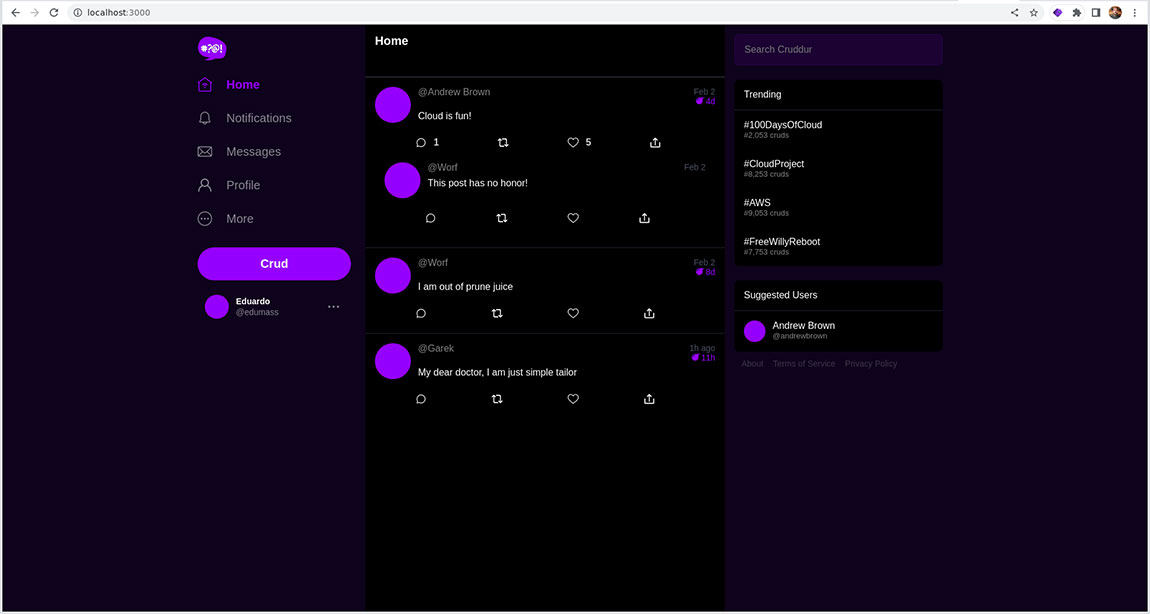 localhost:3000
#?@!
Home
Notifications
Messages
Profile
More
Crud
Eduardo
@edumass
Home
@Andrew Brown
Feb 2
4d
Cloud is fun!
1
5
@Worf
Feb 2
This post has no honor!
@Worf
Feb 2
6d
I am out of prune juice
@Garek
1h ago
11h
My dear doctor, I am just simple tailor
Search Cruddur
Trending
#100DaysOfCloud
#2,053 cruds
#CloudProject
#8,253 cruds
#AWS
#9,053 cruds
#FreeWillyReboot
#7,753 cruds
Suggested Users
Andrew Brown
@andrewbrown
About Terms of Service Privacy Policy